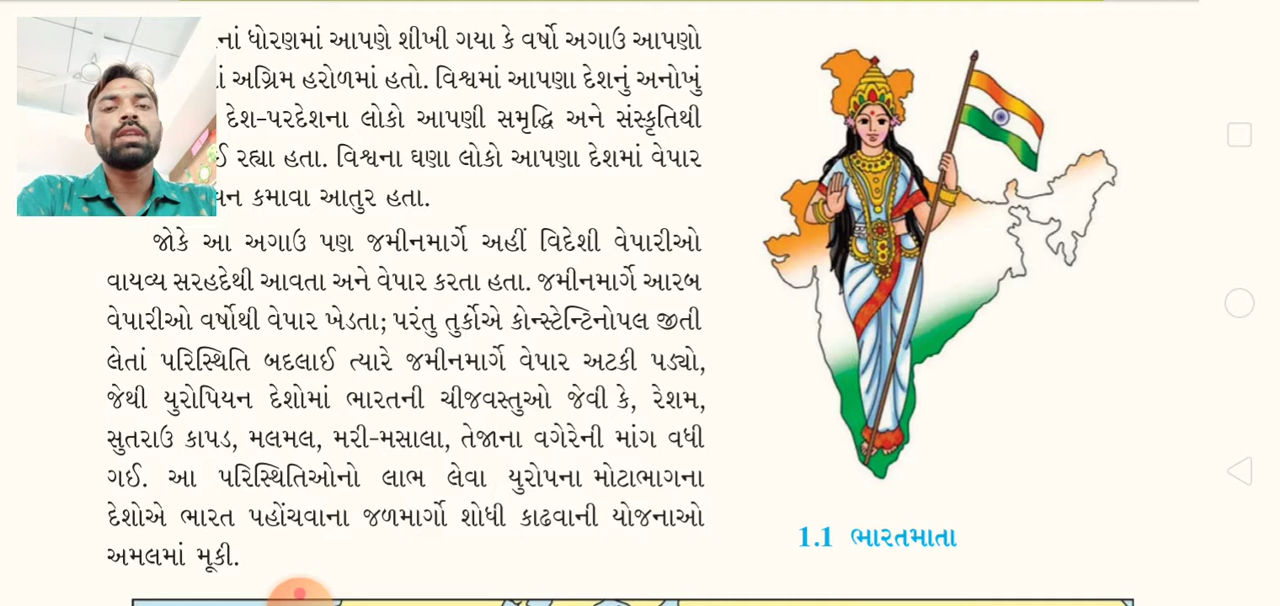 ધોરણમાં આપણે શીખી ગયા કે વર્ષો અગાઉ આપણો
અગ્રિમ હરોળમાં હતો. વિશ્વમાં આપણા દેશનું અનોખું
દેશ-પરદેશના લોકો આપણી સમૃદ્ધિ અને સંસ્કૃતિથી
રહ્યા હતા. વિશ્વના ઘણા લોકો આપણા દેશમાં વેપાર
કમાવા આતુર હતા.
જોકે આ અગાઉ પણ જમીનમાર્ગે અહીં વિદેશી વેપારીઓ
વાયવ્ય સરહદેથી આવતા અને વેપાર કરતા હતા. જમીનમાર્ગે આરબ
વેપારીઓ વર્ષોથી વેપાર ખેડતા; પરંતુ તુર્કોએ કોન્સ્ટેન્ટિનોપલ જીતી
લેતાં પરિસ્થિતિ બદલાઈ ત્યારે જમીનમાર્ગે વેપાર અટકી પડ્યો,
જેથી યુરોપિયન દેશોમાં ભારતની ચીજવસ્તુઓ જેવી કે, રેશમ,
સુતરાઉ કાપડ, મલમલ, મરી-મસાલા, તેજાના વગેરેની માંગ વધી
ગઈ. આ પરિસ્થિતિઓનો લાભ લેવા યુરોપના મોટાભાગના
દેશોએ ભારત પહોંચવાના જળમાર્ગો શોધી કાઢવાની યોજનાઓ
અમલમાં મૂકી.
1.1 ભારતમાતા